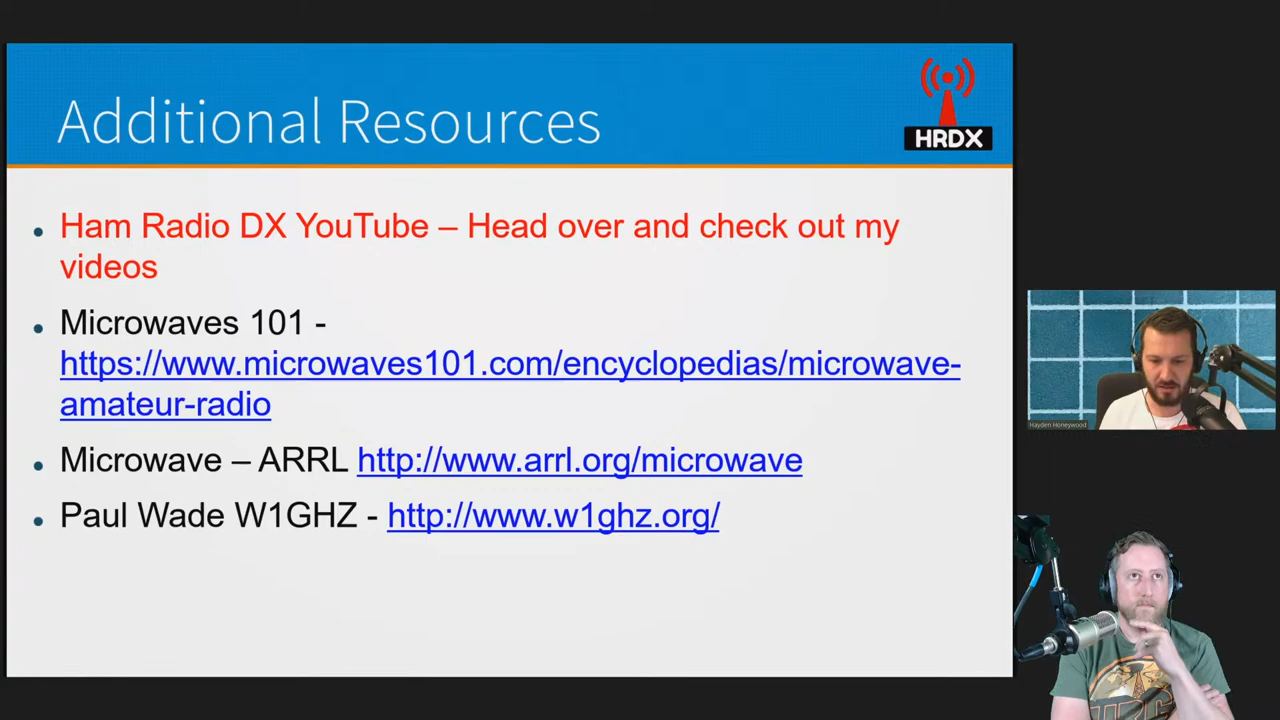 Additional Resources
HRDX
Ham Radio DX YouTube – Head over and check out my
videos
Microwaves 101 -
https://www.microwaves101.com/encyclopedias/microwave-
amateur-radio
Microwave – ARRL http://www.arrl.org/microwave
Paul Wade W1GHZ - http://www.w1ghz.org/
Hayden Honeywood